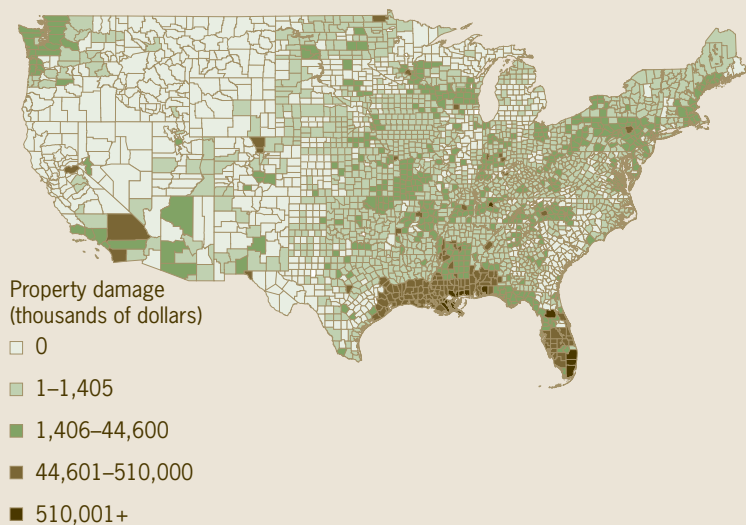 Property damage
(thousands of dollars)
0
1–1,405
1,406–44,600
44,601–510,000
510,001+